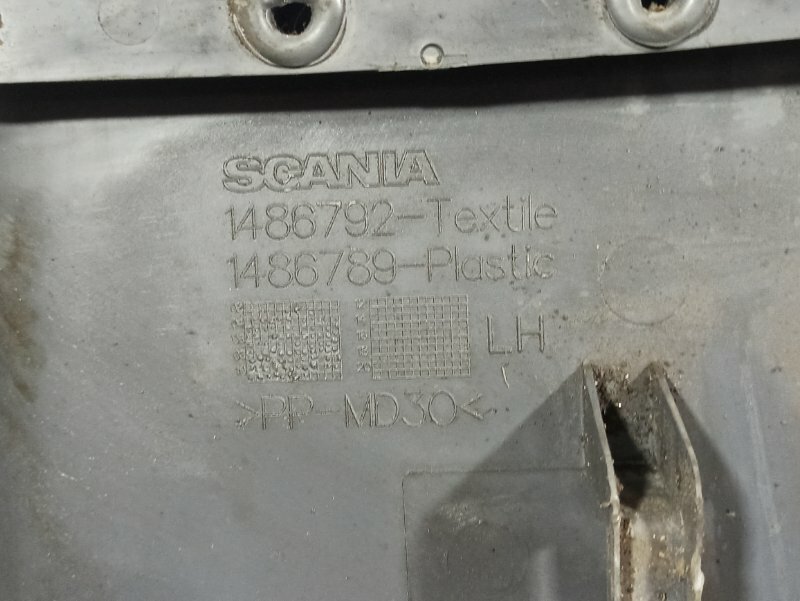 SCANIA
1486792-Textile
1486789-Plastic
LH
>PP-MD30<